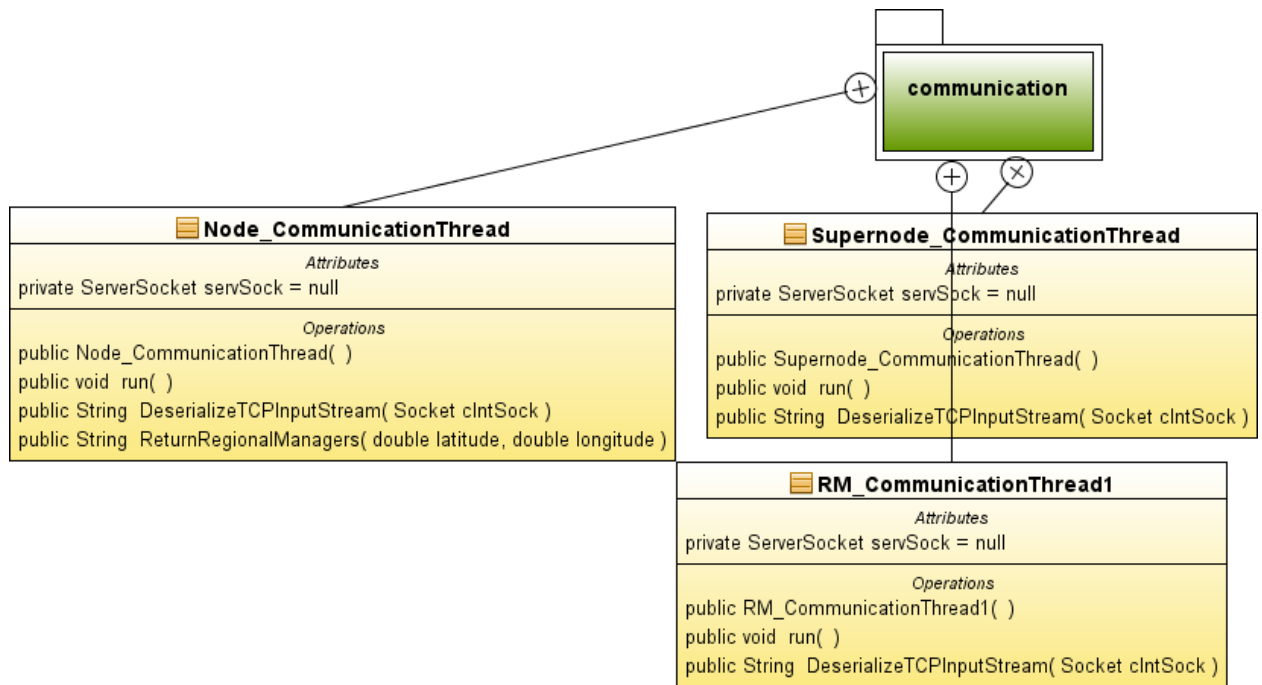 communication
Node_CommunicationThread
Attributes
private ServerSocket servSock = null
Operations
public Node_CommunicationThread( )
public void run( )
public String DeserializeTCPInputStream( Socket clntSock )
public String ReturnRegionalManagers( double latitude, double longitude )
Supernode_CommunicationThread
Attributes
private ServerSocket servSock = null
Operations
public Supernode_CommunicationThread( )
public void run( )
public String DeserializeTCPInputStream( Socket clntSock )
RM_CommunicationThread1
Attributes
private ServerSocket servSock = null
Operations
public RM_CommunicationThread1( )
public void run( )
public String DeserializeTCPInputStream( Socket clntSock )